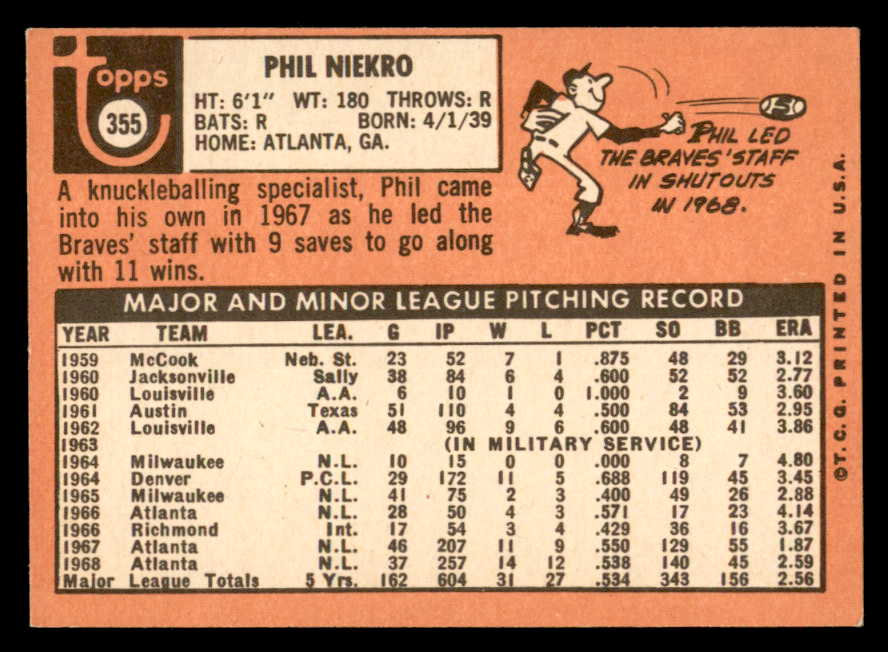 topps
355
PHIL NIEKRO
HT: 6'1" WT: 180 THROWS: R
BATS: R BORN: 4/1/39
HOME: ATLANTA, GA.
PHIL LED
THE BRAVES' STAFF
IN SHUTOUTS
IN 1968.
A knuckleballing specialist, Phil came
into his own in 1967 as he led the
Braves' staff with 9 saves to go along
with 11 wins.
MAJOR AND MINOR LEAGUE PITCHING RECORD
YEAR TEAM LEA. G IP W L PCT SO BB ERA
1959 McCook Neb. St. 23 52 7 1 .875 48 29 3.12
1960 Jacksonville Sally 38 84 6 4 .600 52 52 2.77
1960 Louisville A.A. 6 10 1 0 1.000 2 9 3.60
1961 Austin Texas 51 110 4 4 .500 84 53 2.95
1962 Louisville A.A. 48 96 9 6 .600 48 41 3.86
1963 (IN MILITARY SERVICE)
1964 Milwaukee N.L. 10 15 0 0 .000 8 7 4.80
1964 Denver P.C.L. 29 172 11 5 .688 119 45 3.45
1965 Milwaukee N.L. 41 75 2 3 .400 49 26 2.88
1966 Atlanta N.L. 28 50 4 3 .571 17 23 4.14
1966 Richmond Int. 17 54 3 4 .429 36 16 3.67
1967 Atlanta N.L. 46 207 11 9 .550 129 55 1.87
1968 Atlanta N.L. 37 257 14 12 .538 140 45 2.59
Major League Totals 5 Yrs. 162 604 31 27 .534 343 156 2.56
©T.C.G. PRINTED IN U.S.A.